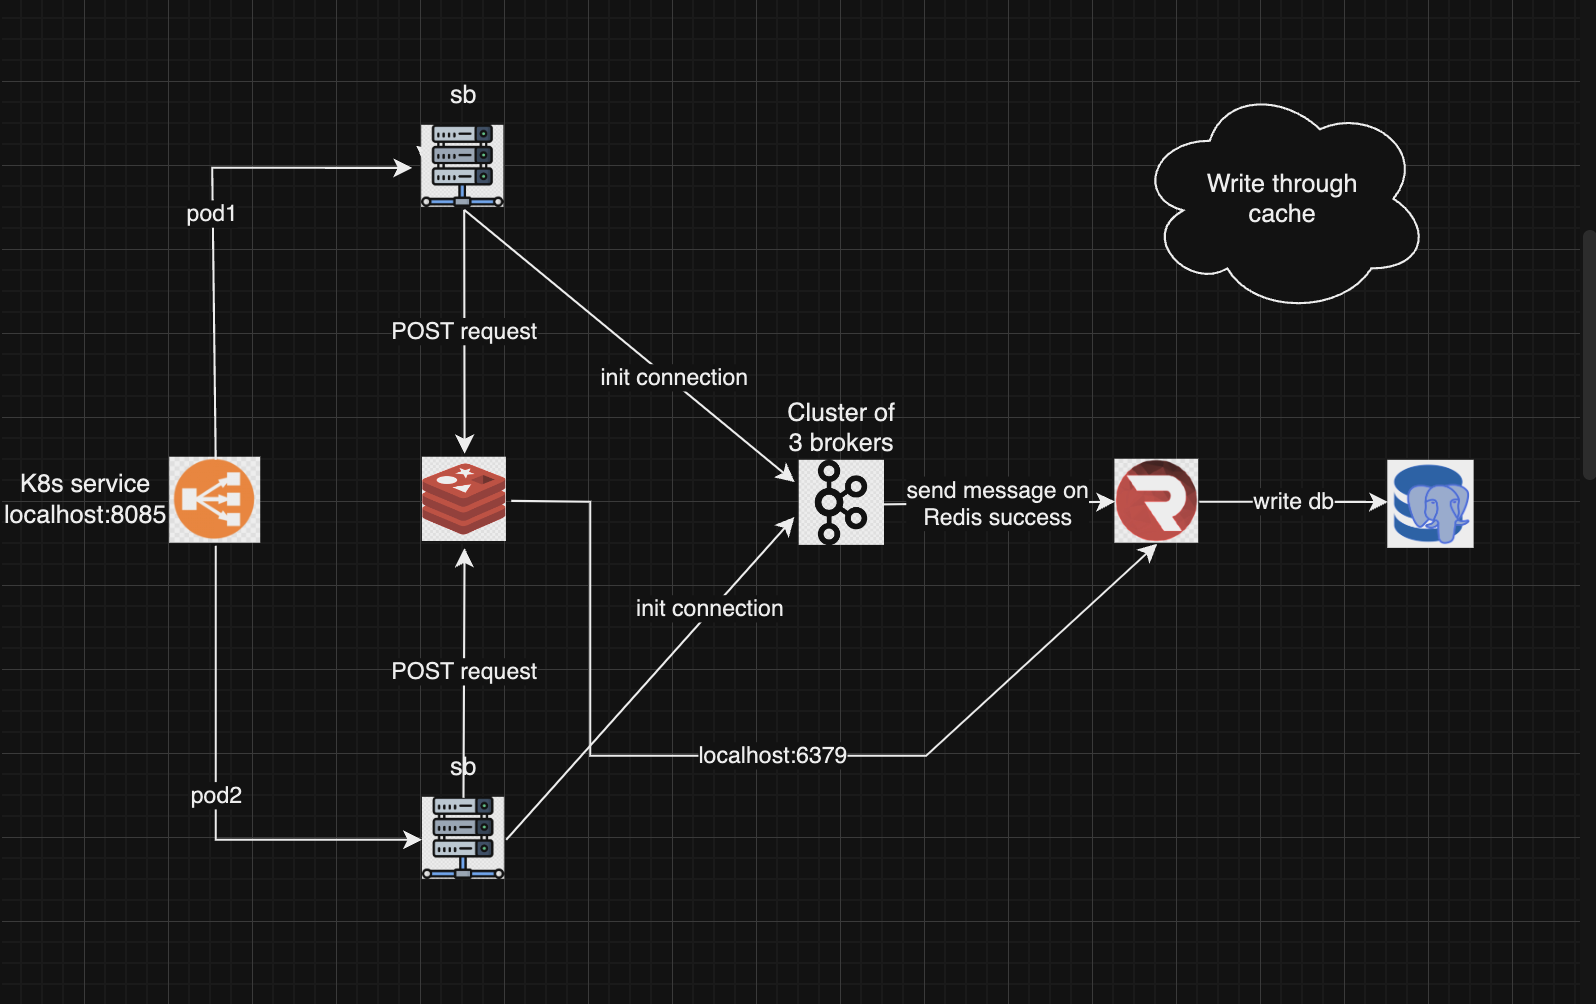 sb
Write through
cache
pod1
POST request
init connection
Cluster of
3 brokers
K8s service
localhost:8085
send message on
Redis success
write db
init connection
POST request
localhost:6379
sb
pod2